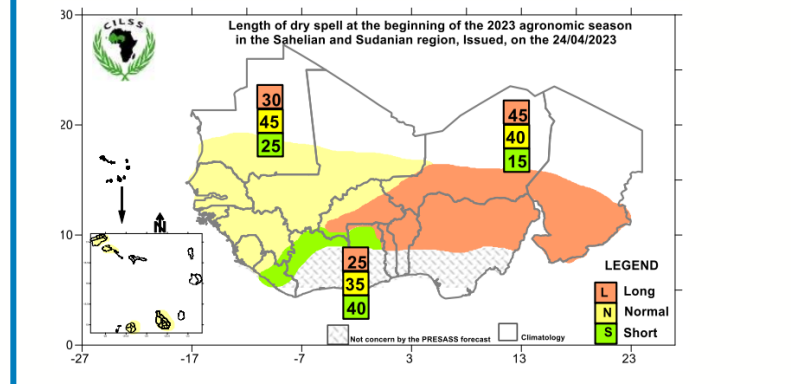 CILSS
Length of dry spell at the beginning of the 2023 agronomic season
in the Sahelian and Sudanian region, Issued, on the 24/04/2023
30
20
10
0
-27
-17
-7
3
13
23
30
45
25
45
40
15
25
35
40
N
LEGEND
L Long
N Normal
S Short
Not concern by the PRESASS forecast
Climatology